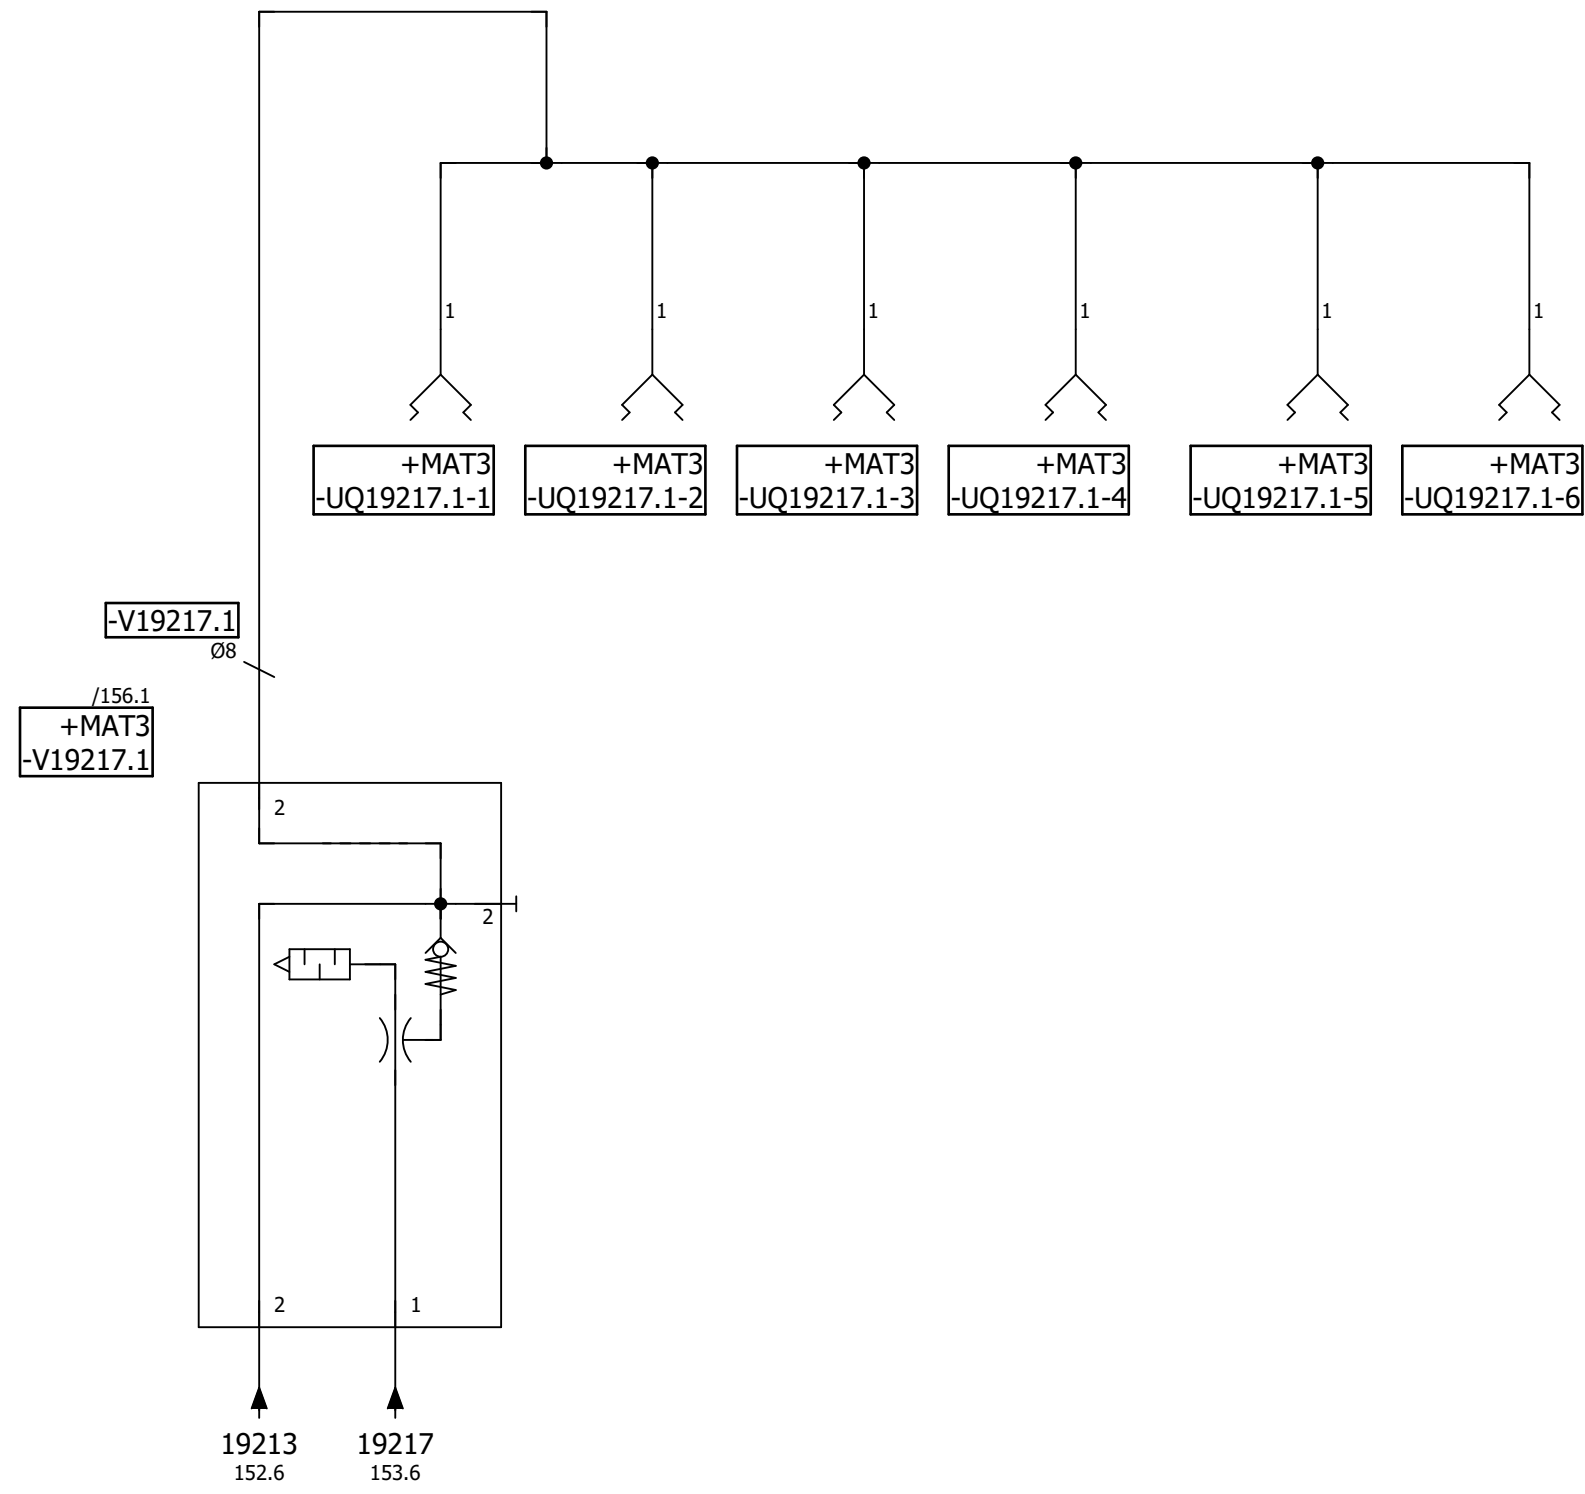 1
1
1
1
1
1
+MAT3
-UQ19217.1-1
+MAT3
-UQ19217.1-2
+MAT3
-UQ19217.1-3
+MAT3
-UQ19217.1-4
+MAT3
-UQ19217.1-5
+MAT3
-UQ19217.1-6
-V19217.1
Ø8
/156.1
+MAT3
-V19217.1
2
2
2
1
19213
152.6
19217
153.6